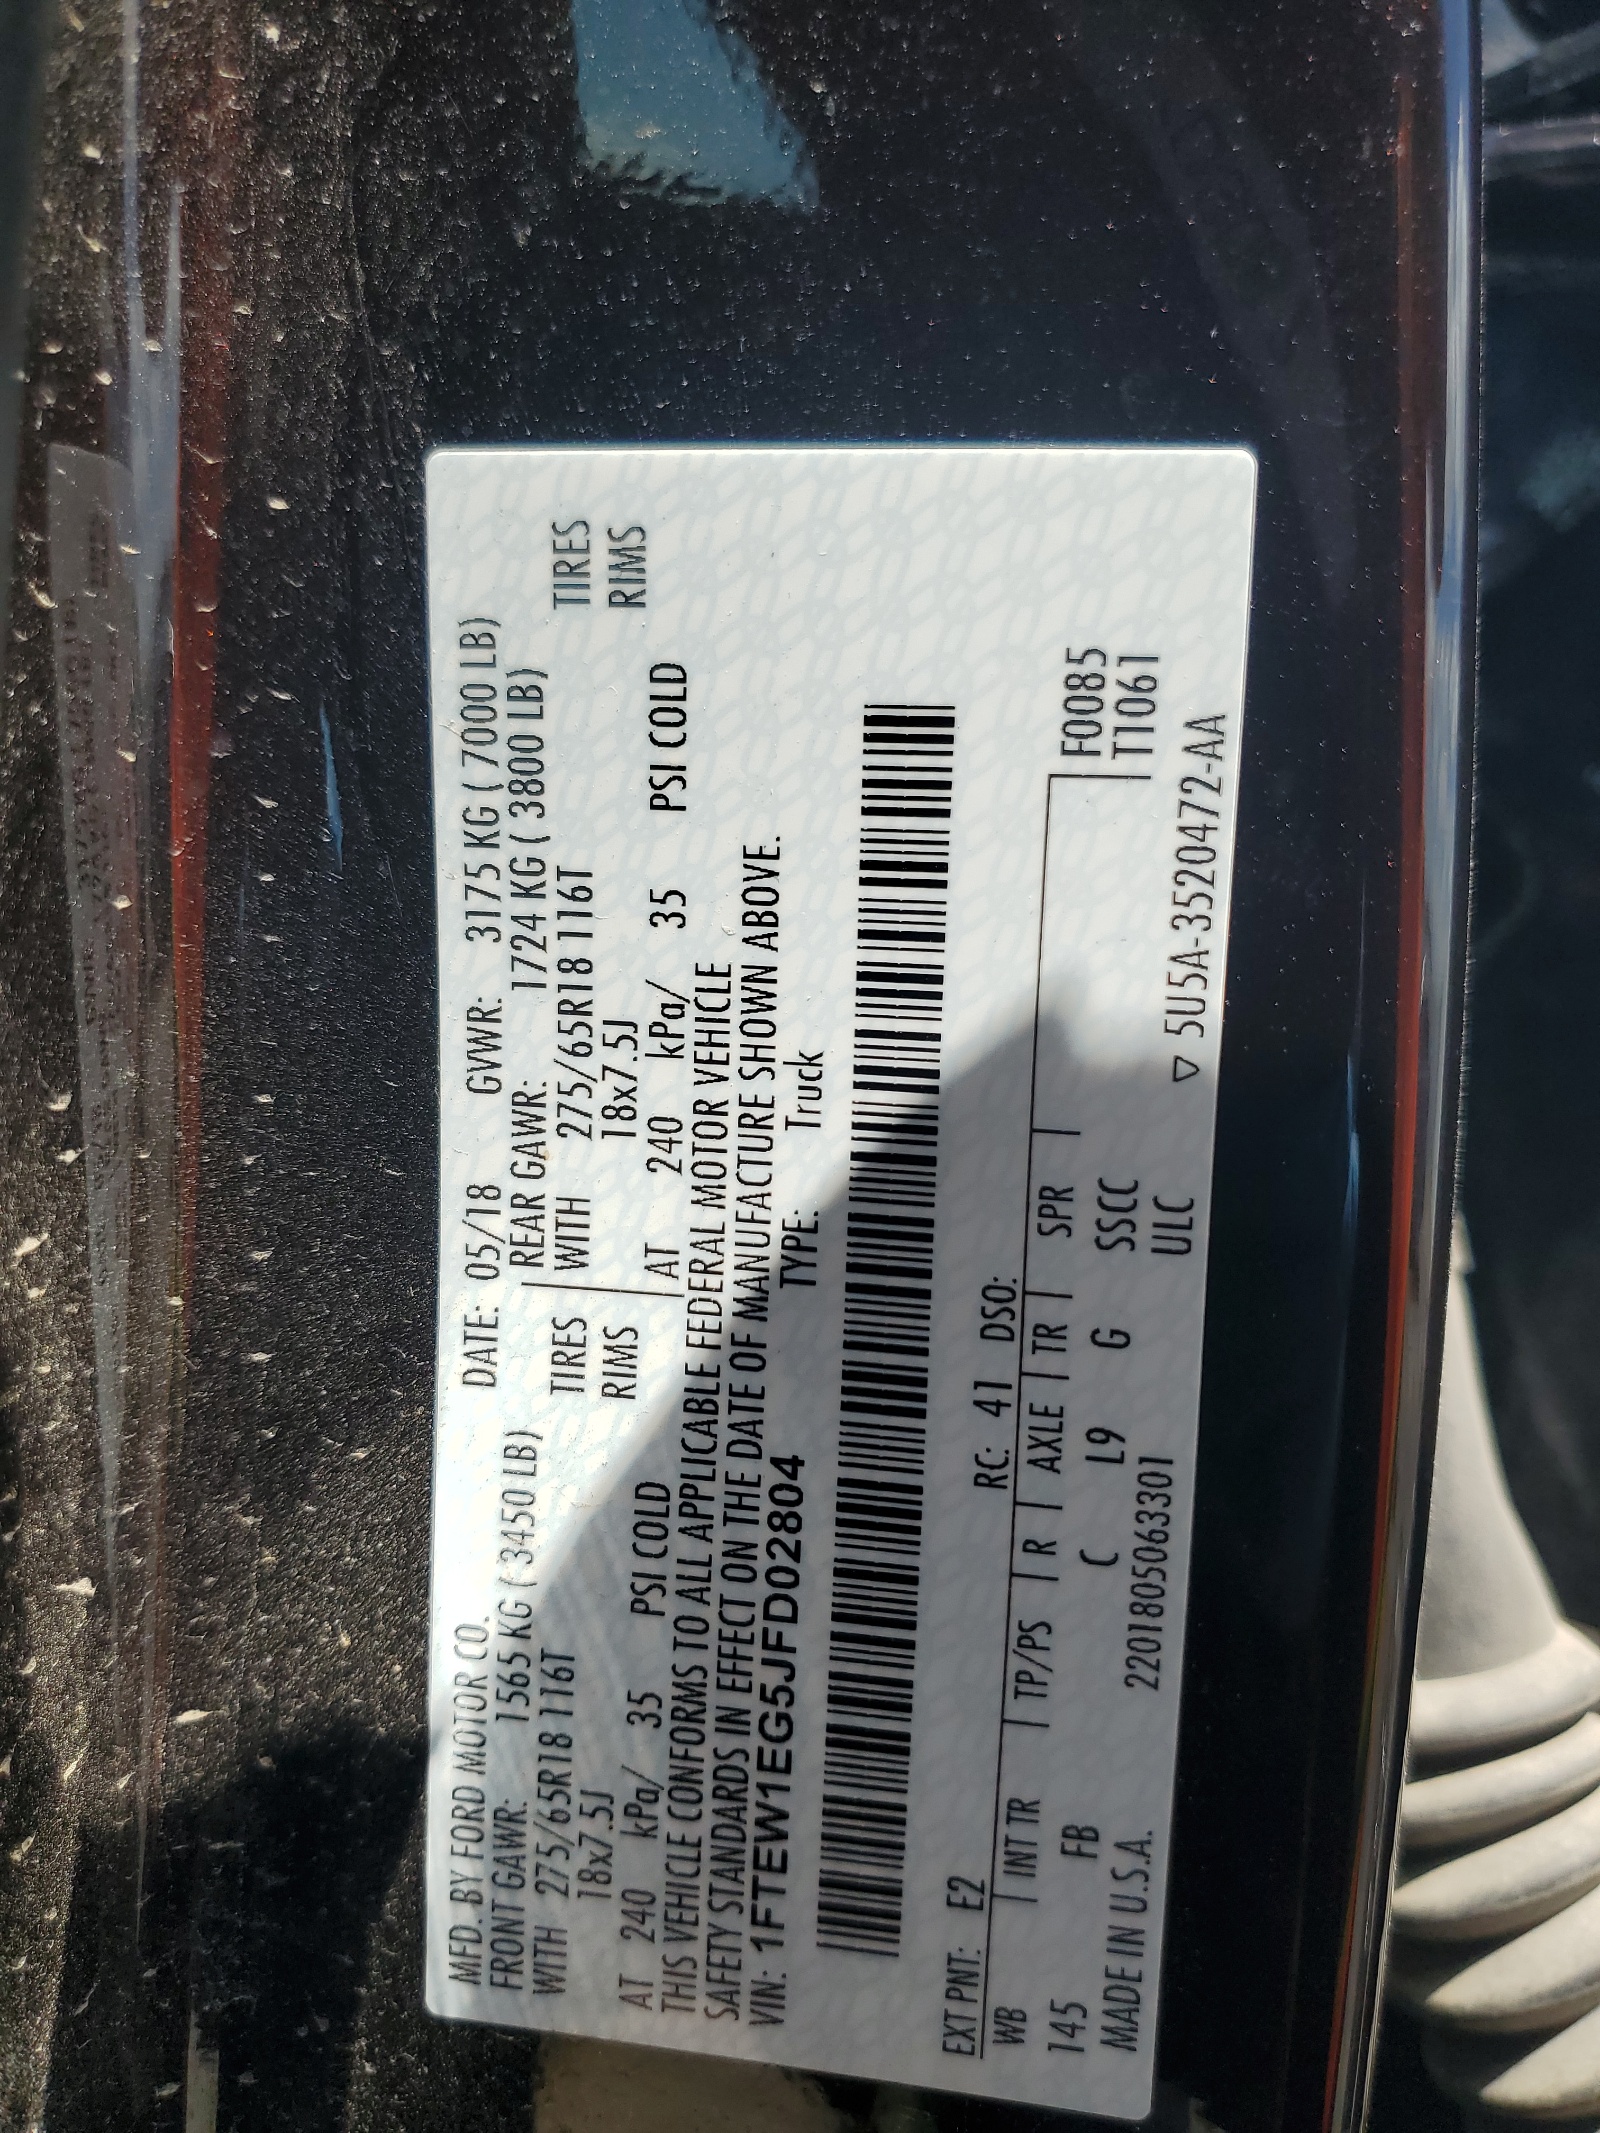 MFD. BY FORD MOTOR CO. DATE: 05/18 GVWR: 3175 KG ( 7000 LB)
FRONT GAWR: 1565 KG ( 3450 LB) REAR GAWR: 1724 KG ( 3800 LB)
WITH 275/65R18 116T TIRES WITH 275/65R18 116T TIRES
18x7.5J RIMS 18x7.5J RIMS
AT 240 kPa/ 35 PSI COLD AT 240 kPa/ 35 PSI COLD
THIS VEHICLE CONFORMS TO ALL APPLICABLE FEDERAL MOTOR VEHICLE
SAFETY STANDARDS IN EFFECT ON THE DATE OF MANUFACTURE SHOWN ABOVE.
VIN: 1FTEW1EG5JFD02804 TYPE: Truck
EXT PNT: E2 RC: 41 DSO:
WB INT TR TP/PS R AXLE TR SPR F0085
145 FB C L9 G SSCC T1061
MADE IN U.S.A. 2201805063301 ULC ▽ 5U5A-3520472-AA